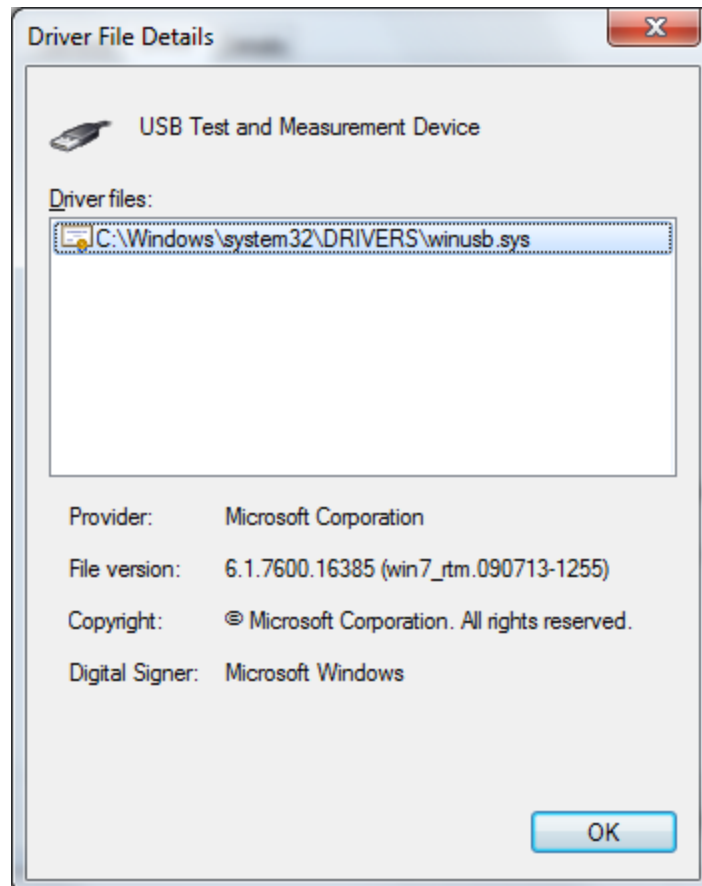 Driver File Details
USB Test and Measurement Device
Driver files:
C:\Windows\system32\DRIVERS\winusb.sys
Provider: Microsoft Corporation
File version: 6.1.7600.16385 (win7_rtm.090713-1255)
Copyright: © Microsoft Corporation. All rights reserved.
Digital Signer: Microsoft Windows
OK